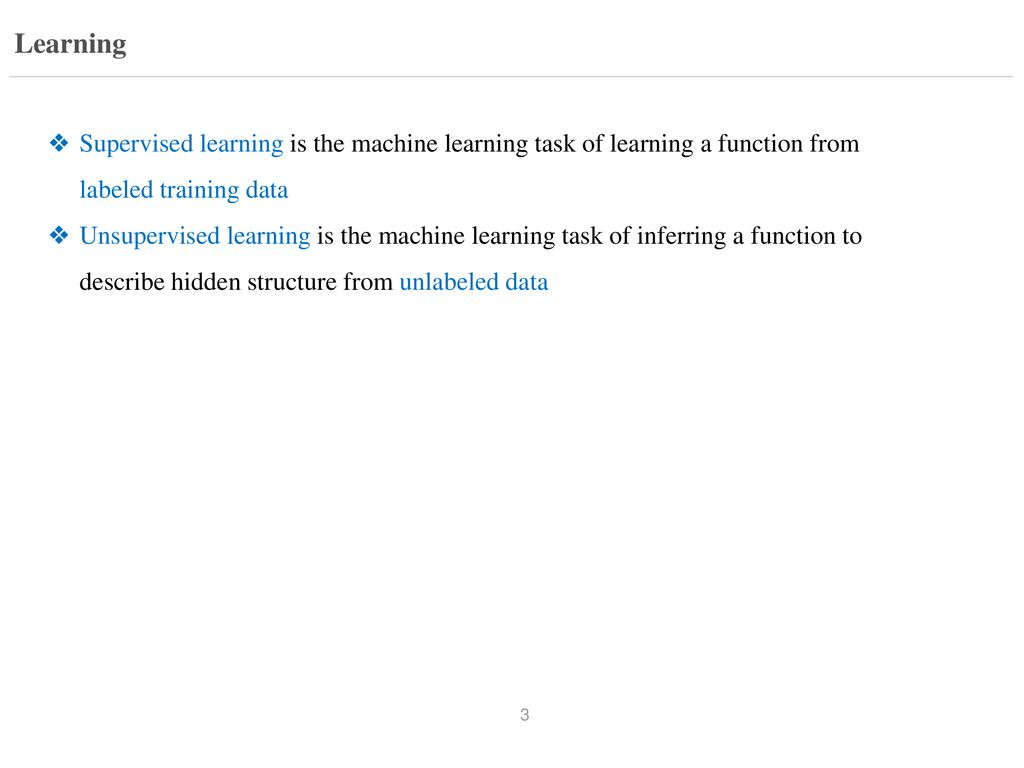 Learning
❖ Supervised learning is the machine learning task of learning a function from
labeled training data
❖ Unsupervised learning is the machine learning task of inferring a function to
describe hidden structure from unlabeled data
3